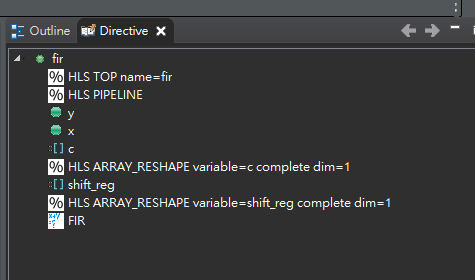 Outline Directive
fir
% HLS TOP name=fir
% HLS PIPELINE
y
x
[] c
% HLS ARRAY_RESHAPE variable=c complete dim=1
[] shift_reg
% HLS ARRAY_RESHAPE variable=shift_reg complete dim=1
FIR